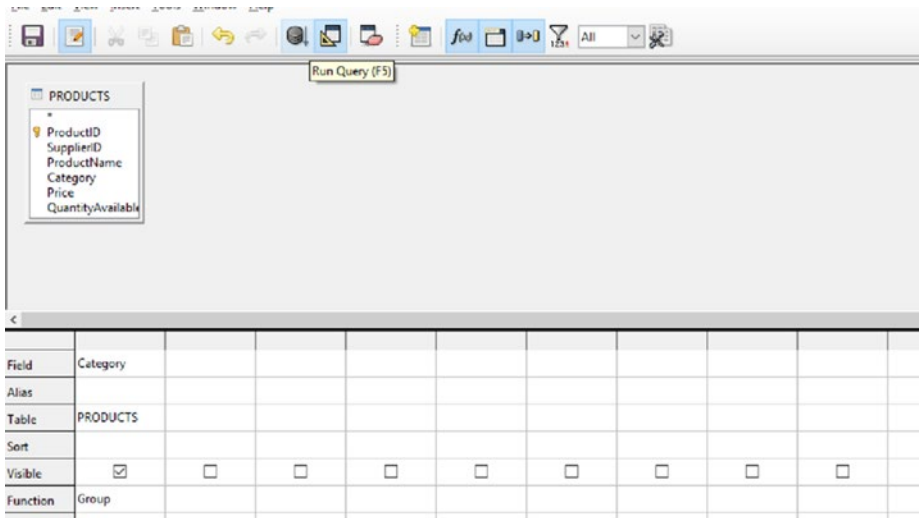 All
1234
Run Query (F5)
PRODUCTS
*
ProductID
SupplierID
ProductName
Category
Price
QuantityAvailable
Field Category
Alias
Table PRODUCTS
Sort
Visible
Function Group